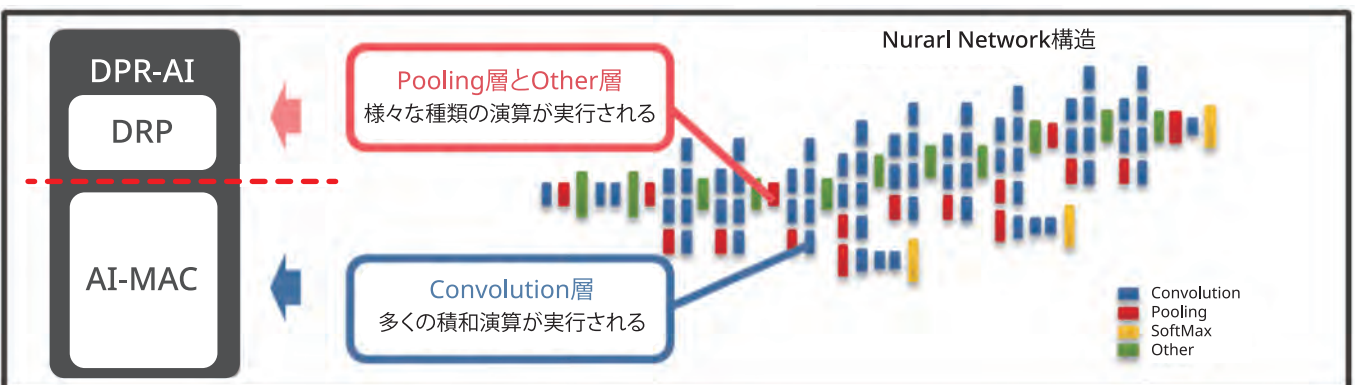 Nurarl Network構造
DPR-AI
DRP
AI-MAC
Pooling層とOther層
様々な種類の演算が実行される
Convolution層
多くの積和演算が実行される
Convolution
Pooling
SoftMax
Other